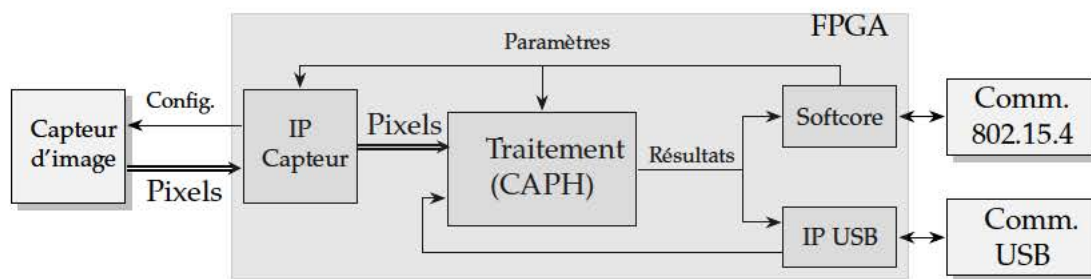 FPGA
Paramètres
Config.
Capteur
d'image
Pixels
IP
Capteur
Pixels
Traitement
(CAPH)
Résultats
Softcore
IP USB
Comm.
802.15.4
Comm.
USB